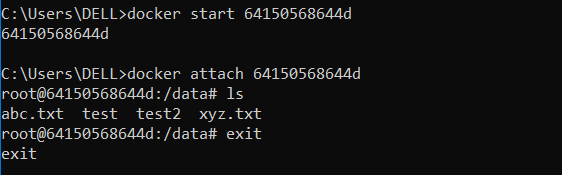 C:\Users\DELL>docker start 64150568644d
64150568644d
C:\Users\DELL>docker attach 64150568644d
root@64150568644d:/data# ls
abc.txt  test  test2  xyz.txt
root@64150568644d:/data# exit
exit